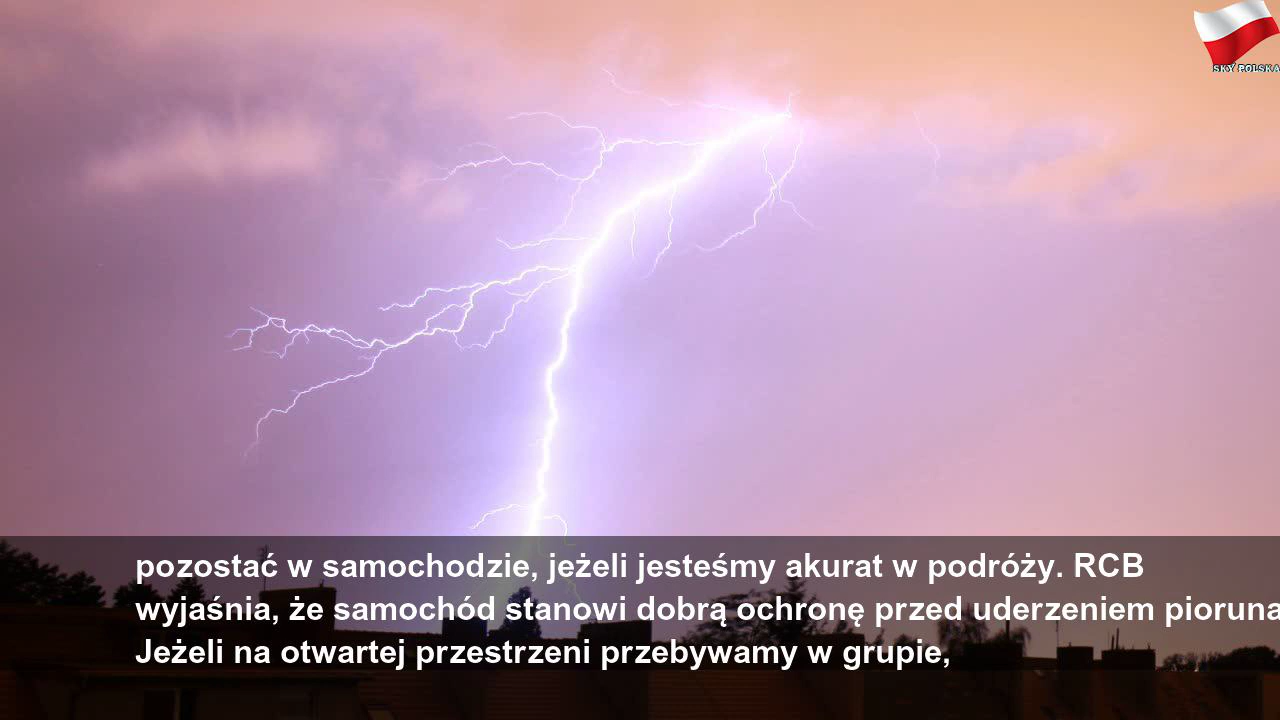 SKY POLSKA
pozostać w samochodzie, jeżeli jesteśmy akurat w podróży. RCB
wyjaśnia, że samochód stanowi dobrą ochronę przed uderzeniem pioruna
Jeżeli na otwartej przestrzeni przebywamy w grupie,